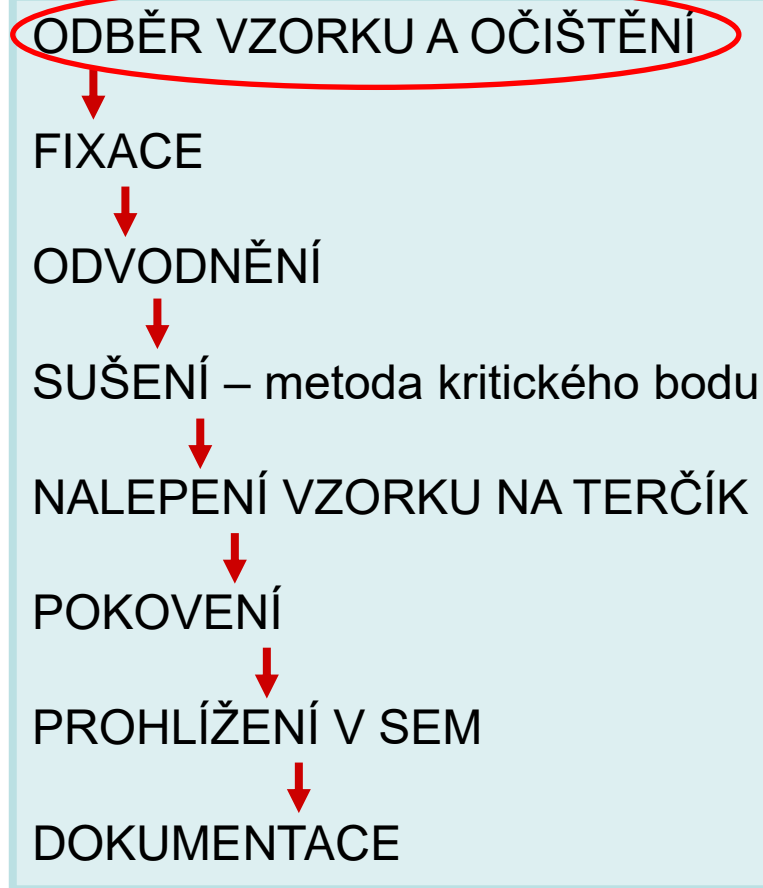 ODBĚR VZORKU A OČIŠTĚNÍ
FIXACE
ODVODNĚNÍ
SUŠENÍ – metoda kritického bodu
NALEPENÍ VZORKU NA TERČÍK
POKOVENÍ
PROHLÍŽENÍ V SEM
DOKUMENTACE